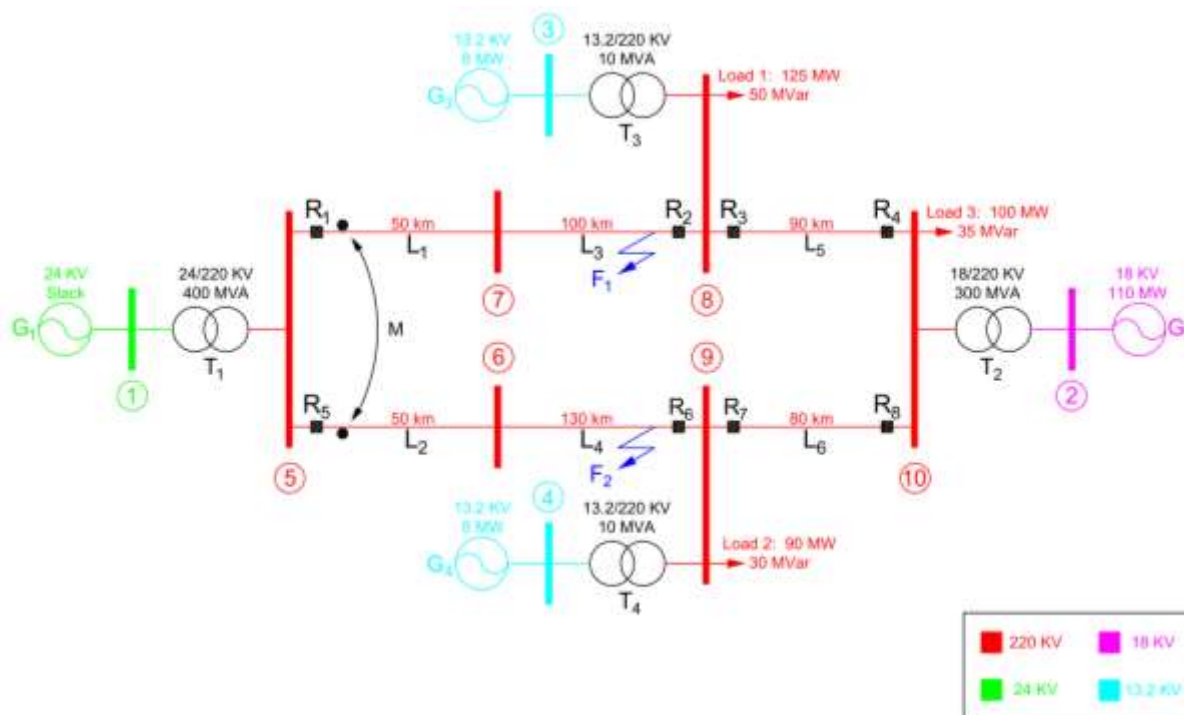 13.2 KV
8 MW
G3
3
13.2/220 KV
10 MVA
T3
Load 1: 125 MW
50 MVar
R1
50 km
L1
7
100 km
L3
F1
R2
8
R3
90 km
L5
R4
Load 3: 100 MW
35 MVar
24 KV
Slack
G1
1
24/220 KV
400 MVA
T1
M
5
18/220 KV
300 MVA
T2
18 KV
110 MW
G
2
R5
50 km
L2
6
130 km
L4
F2
R6
9
R7
80 km
L6
R8
10
13.2 KV
8 MW
G4
4
13.2/220 KV
10 MVA
T4
Load 2: 90 MW
30 MVar
220 KV
18 KV
24 KV
13.2 KV